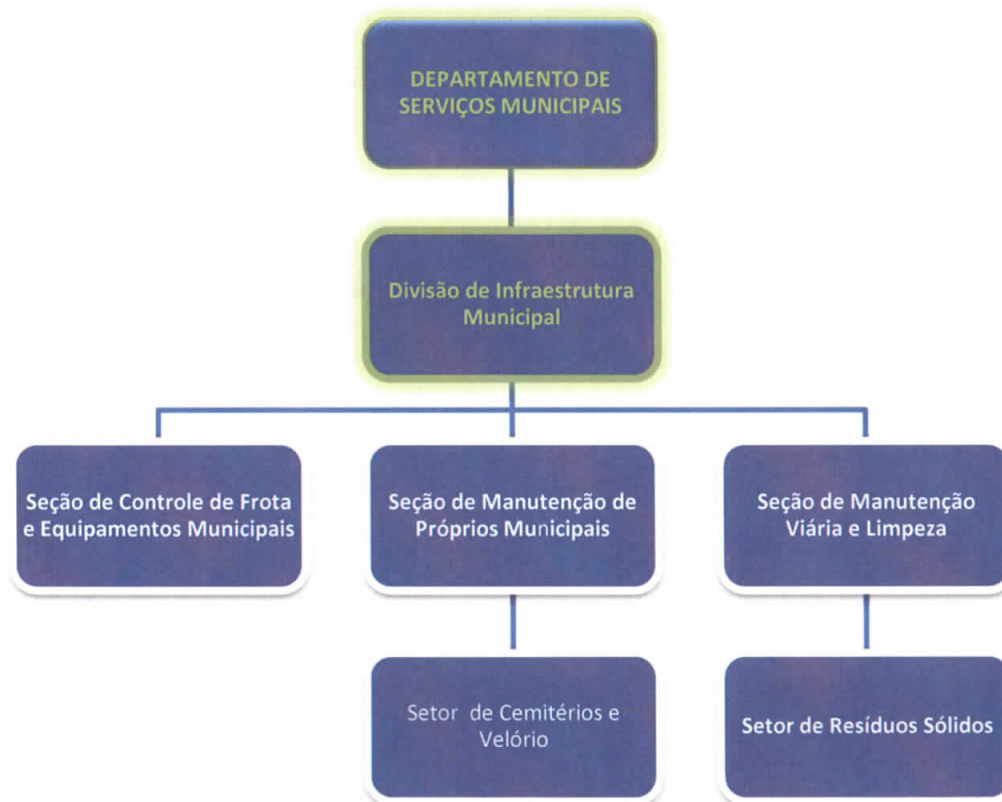 DEPARTAMENTO DE
SERVIÇOS MUNICIPAIS
Divisão de Infraestrutura
Municipal
Seção de Controle de Frota
e Equipamentos Municipais
Seção de Manutenção de
Próprios Municipais
Seção de Manutenção
Viária e Limpeza
Setor de Cemitérios e
Velório
Setor de Resíduos Sólidos